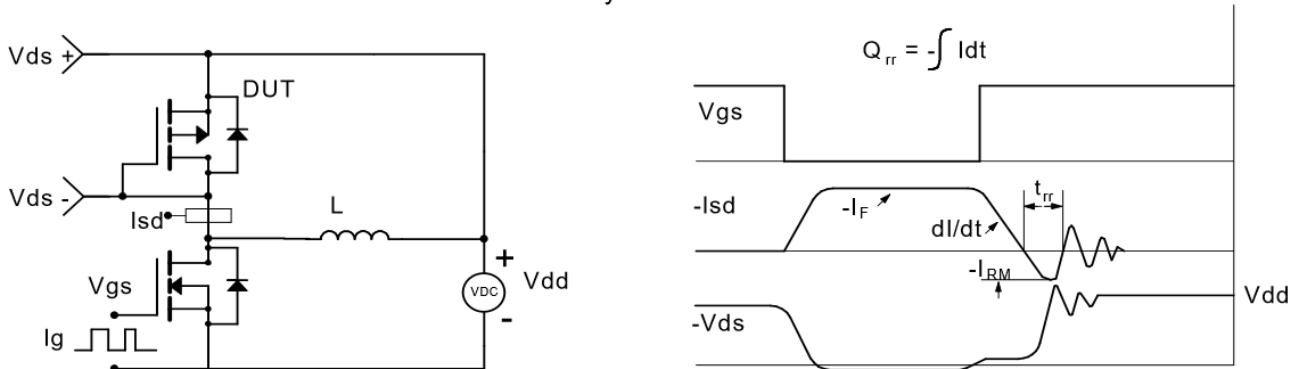 Vds +
DUT
Vds -
Isd
L
Vgs
Ig
+
VDC
-
Vdd
Q rr = - ∫ Idt
Vgs
-Isd
-I F
dI/dt
t rr
-I RM
Vdd
-Vds